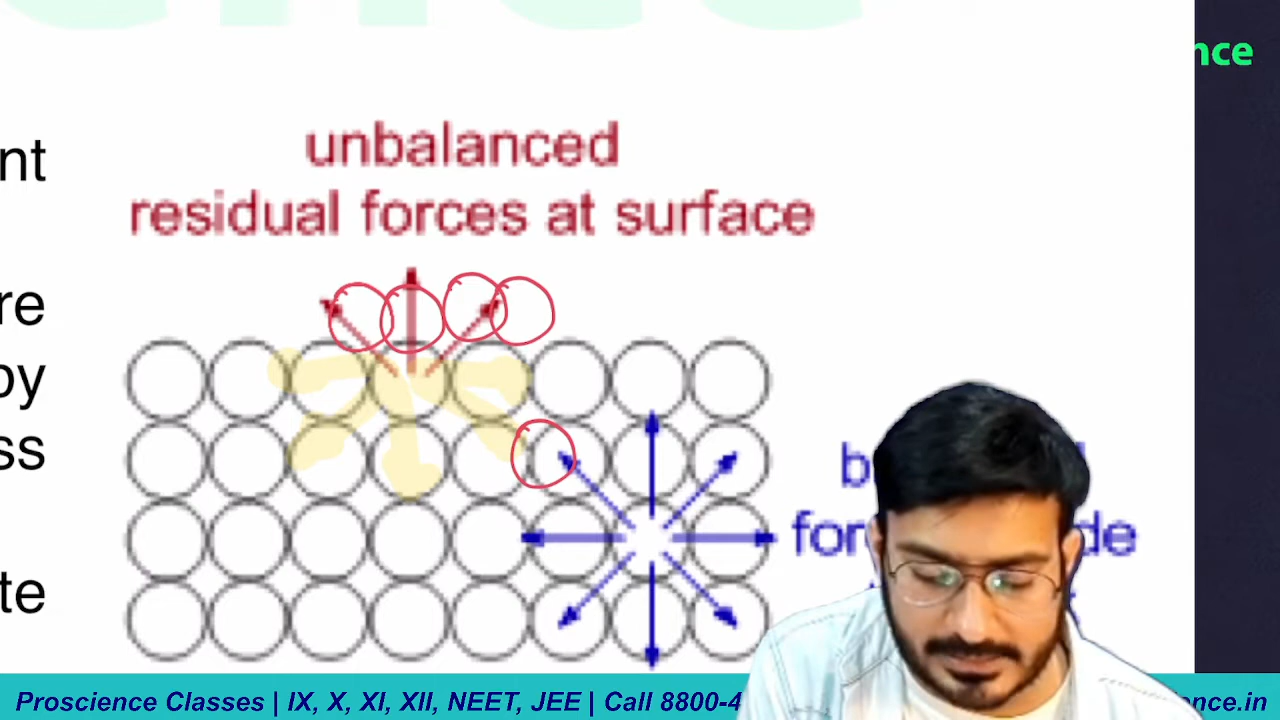 nce
nt
unbalanced
residual forces at surface
re
by
ss
te
Proscience Classes | IX, X, XI, XII, NEET, JEE | Call 8800-4
nce.in